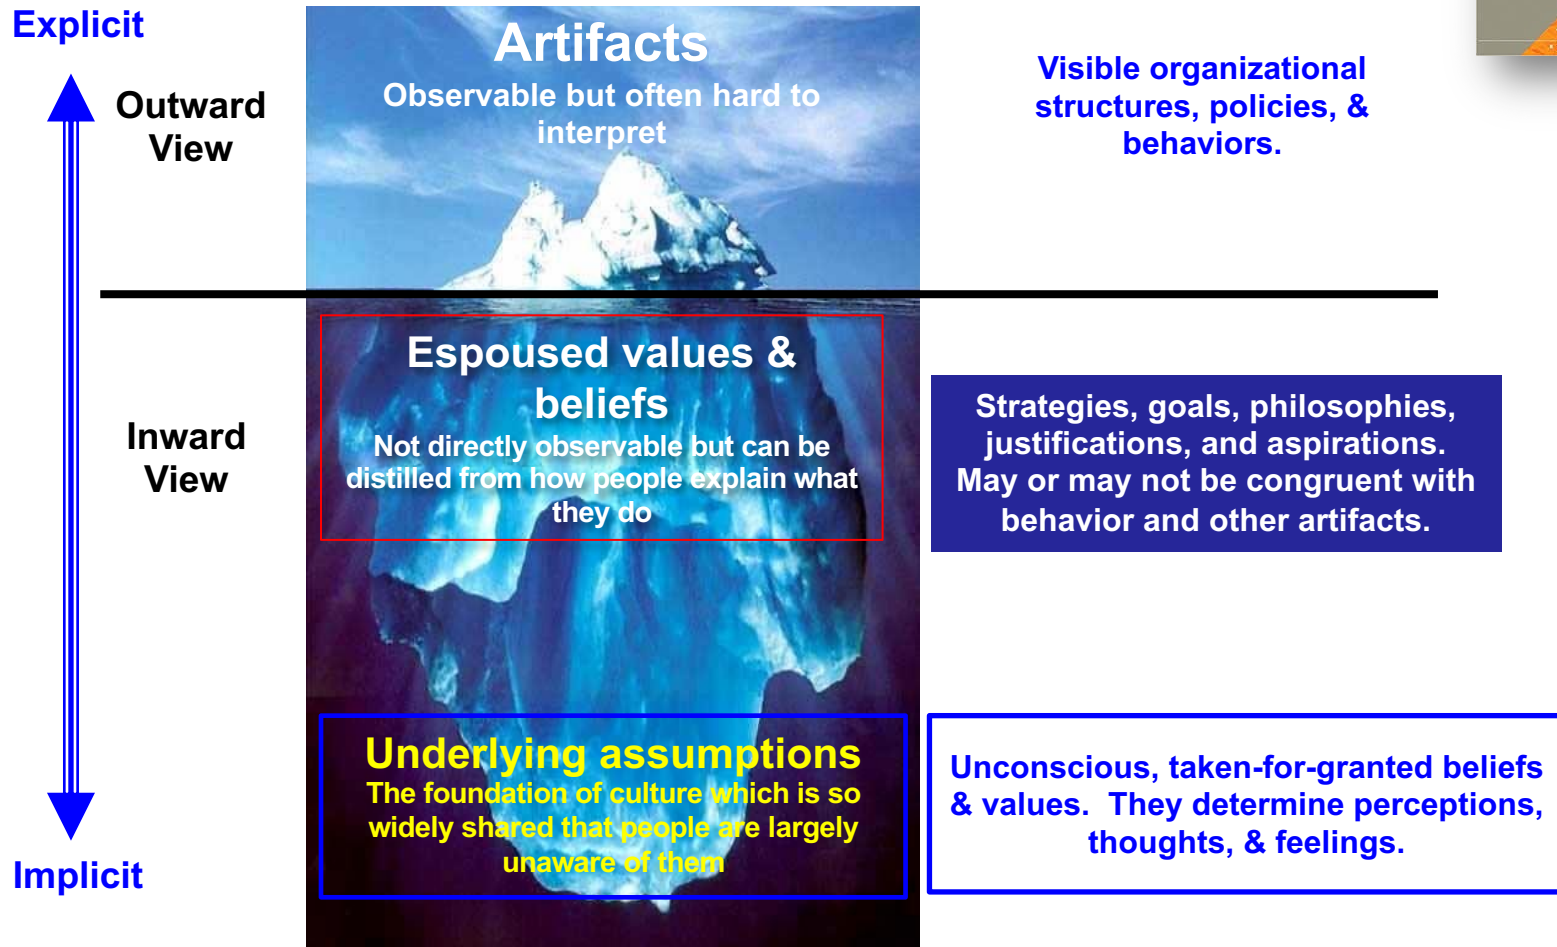 Explicit
Outward
View
Artifacts
Observable but often hard to
interpret
Visible organizational
structures, policies, &
behaviors.
Inward
View
Espoused values &
beliefs
Not directly observable but can be
distilled from how people explain what
they do
Strategies, goals, philosophies,
justifications, and aspirations.
May or may not be congruent with
behavior and other artifacts.
Underlying assumptions
The foundation of culture which is so
widely shared that people are largely
unaware of them
Unconscious, taken-for-granted beliefs
& values.  They determine perceptions,
thoughts, & feelings.
Implicit